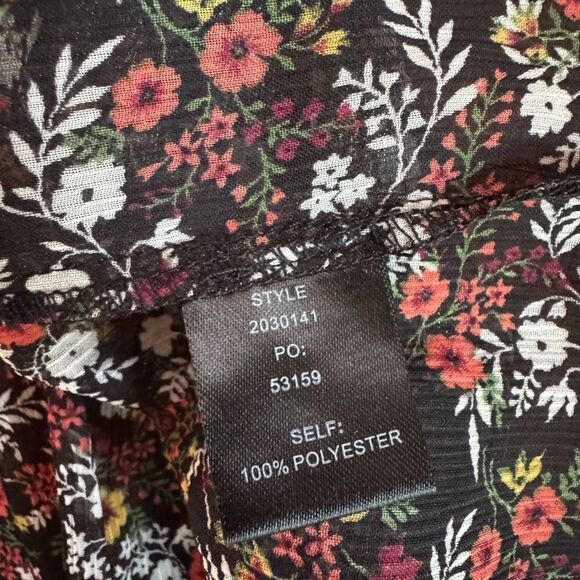 STYLE
2030141
PO:
53159
SELF:
100% POLYESTER